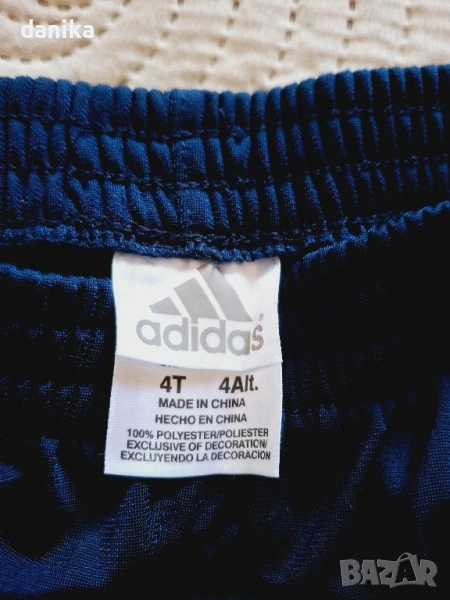 danika
adidas®
4T 4Alt.
MADE IN CHINA
HECHO EN CHINA
100% POLYESTER/POLIESTER
EXCLUSIVE OF DECORATION/
EXCLUYENDO LA DECORACION
BAZAR